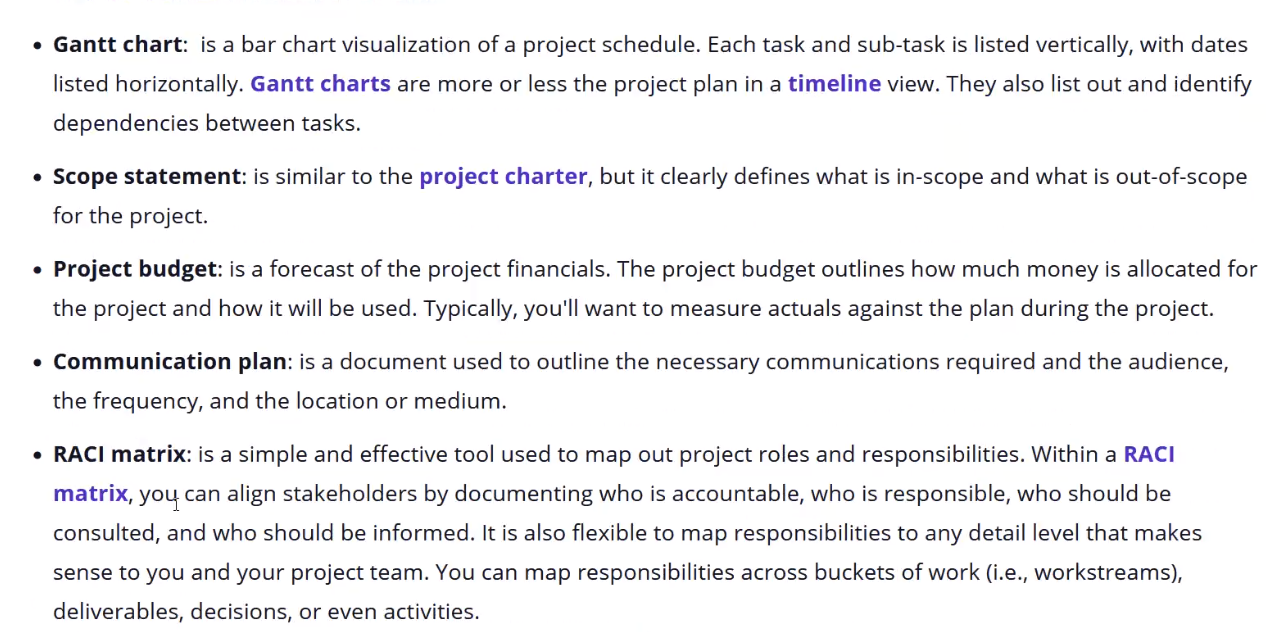 • Gantt chart:  is a bar chart visualization of a project schedule. Each task and sub-task is listed vertically, with dates
listed horizontally. Gantt charts are more or less the project plan in a timeline view. They also list out and identify
dependencies between tasks.
• Scope statement: is similar to the project charter, but it clearly defines what is in-scope and what is out-of-scope
for the project.
• Project budget: is a forecast of the project financials. The project budget outlines how much money is allocated for
the project and how it will be used. Typically, you'll want to measure actuals against the plan during the project.
• Communication plan: is a document used to outline the necessary communications required and the audience,
the frequency, and the location or medium.
• RACI matrix: is a simple and effective tool used to map out project roles and responsibilities. Within a RACI
matrix, you can align stakeholders by documenting who is accountable, who is responsible, who should be
consulted, and who should be informed. It is also flexible to map responsibilities to any detail level that makes
sense to you and your project team. You can map responsibilities across buckets of work (i.e., workstreams),
deliverables, decisions, or even activities.